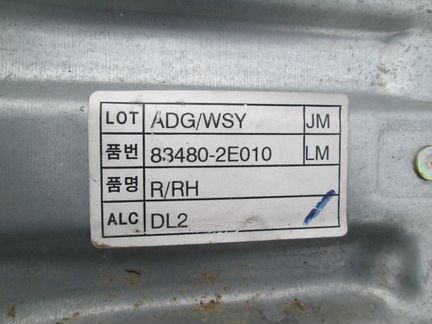 LOT ADG/WSY JM
품번 83480-2E010 LM
품명 R/RH
ALC DL2